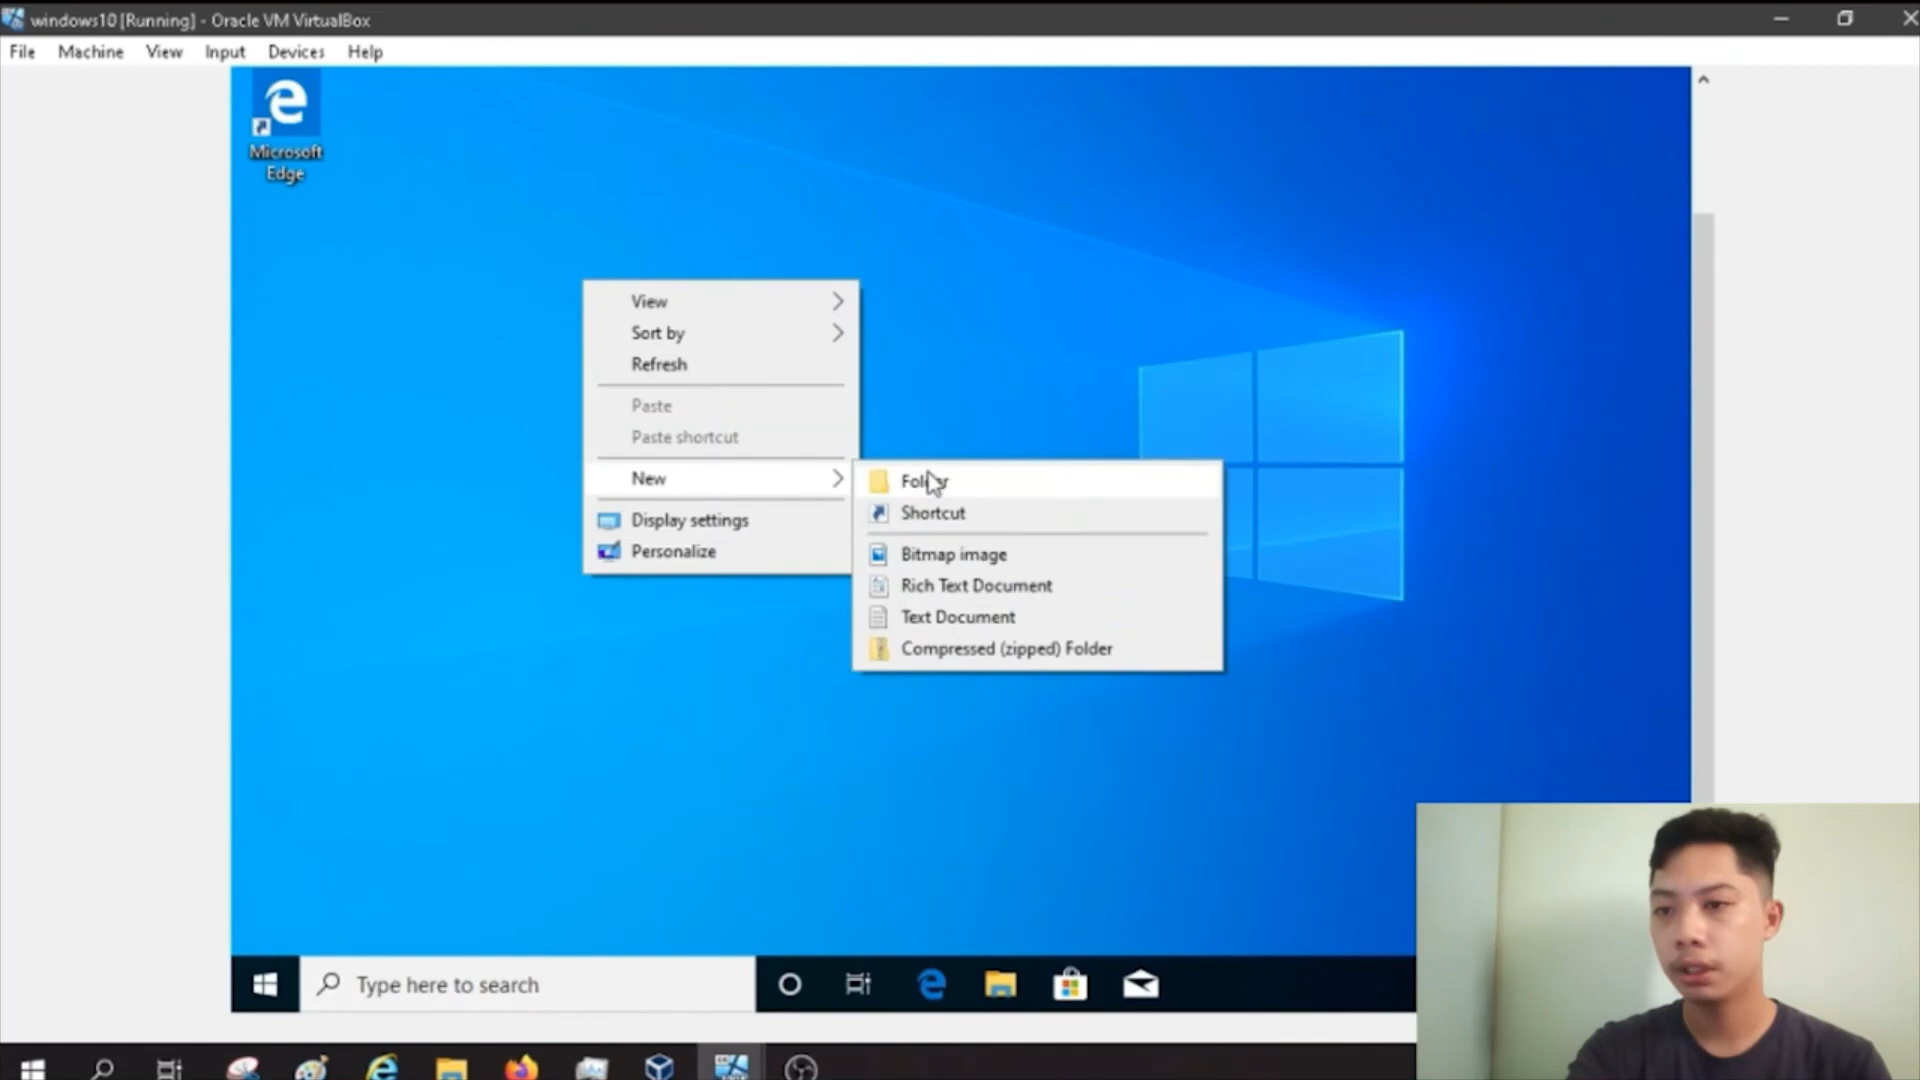 windows10 [Running] - Oracle VM VirtualBox
File Machine View Input Devices Help
Microsoft
Edge
View
Sort by
Refresh
Paste
Paste shortcut
New
Display settings
Personalize
Folder
Shortcut
Bitmap image
Rich Text Document
Text Document
Compressed (zipped) Folder
Type here to search